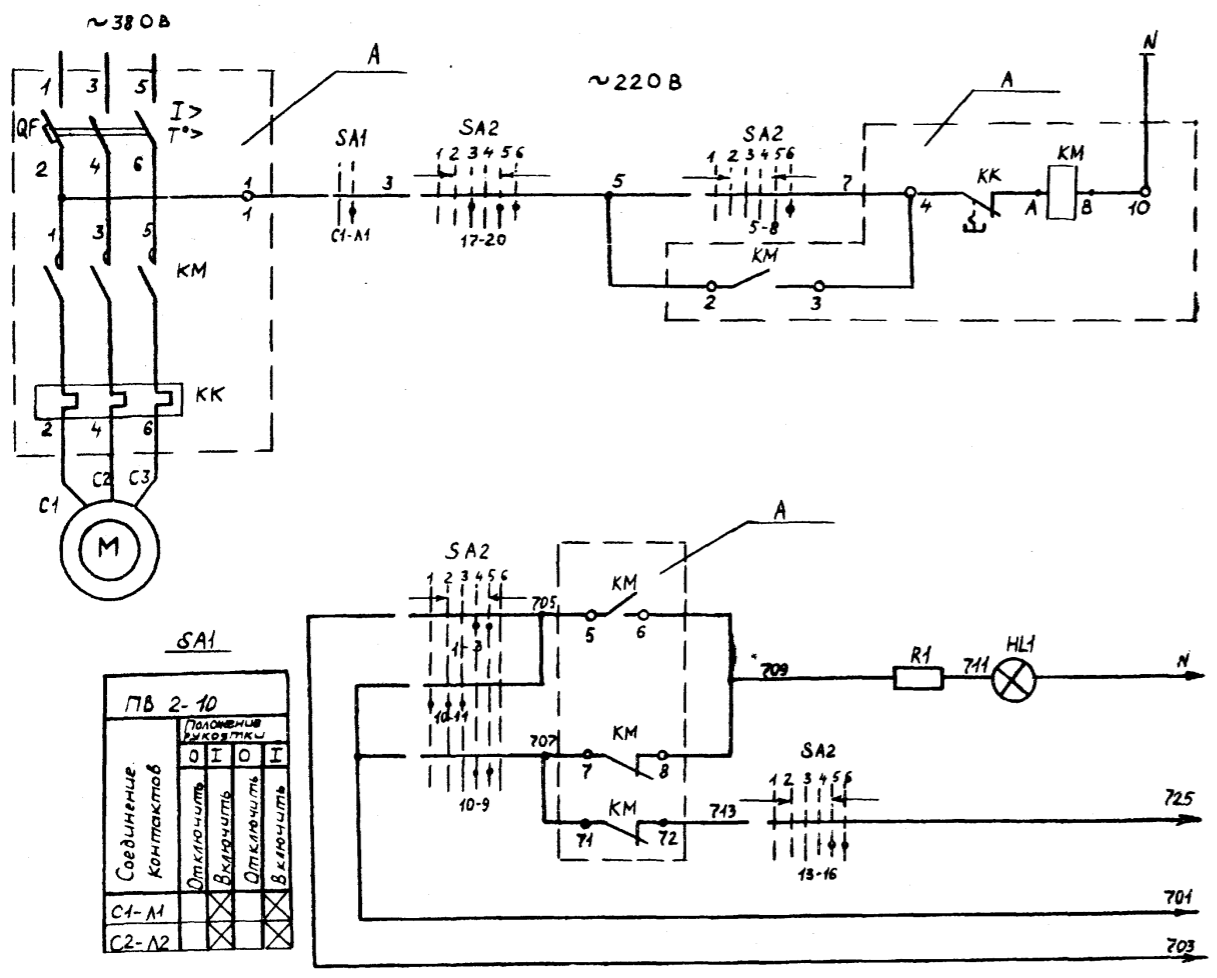 ~380В
1 3 5
QF
I>
T°>
2 4 6
A
1
1
SA1
3
С1-Л1
SA2
1 2 3 4 5 6
17-20
~220В
5
SA2
1 2 3 4 5 6
5-8
7
A
4
KK
A
KM
B
10
N
KM
2
3
1 3 5
KM
KK
2 4 6
C1
C2
C3
M
SA2
1 2 3 4 5 6
1-3
10-11
10-9
705
707
A
KM
5 6
KM
7 8
KM
71 72
709
R1
711
HL1
N
713
SA2
1 2 3 4 5 6
13-16
725
701
703
SA1
ПВ 2-10
Соединение контактов
Положение
рукоятки
0 I 0 I
Отключить
Включить
Отключить
Включить
С1-Л1
С2-Л2